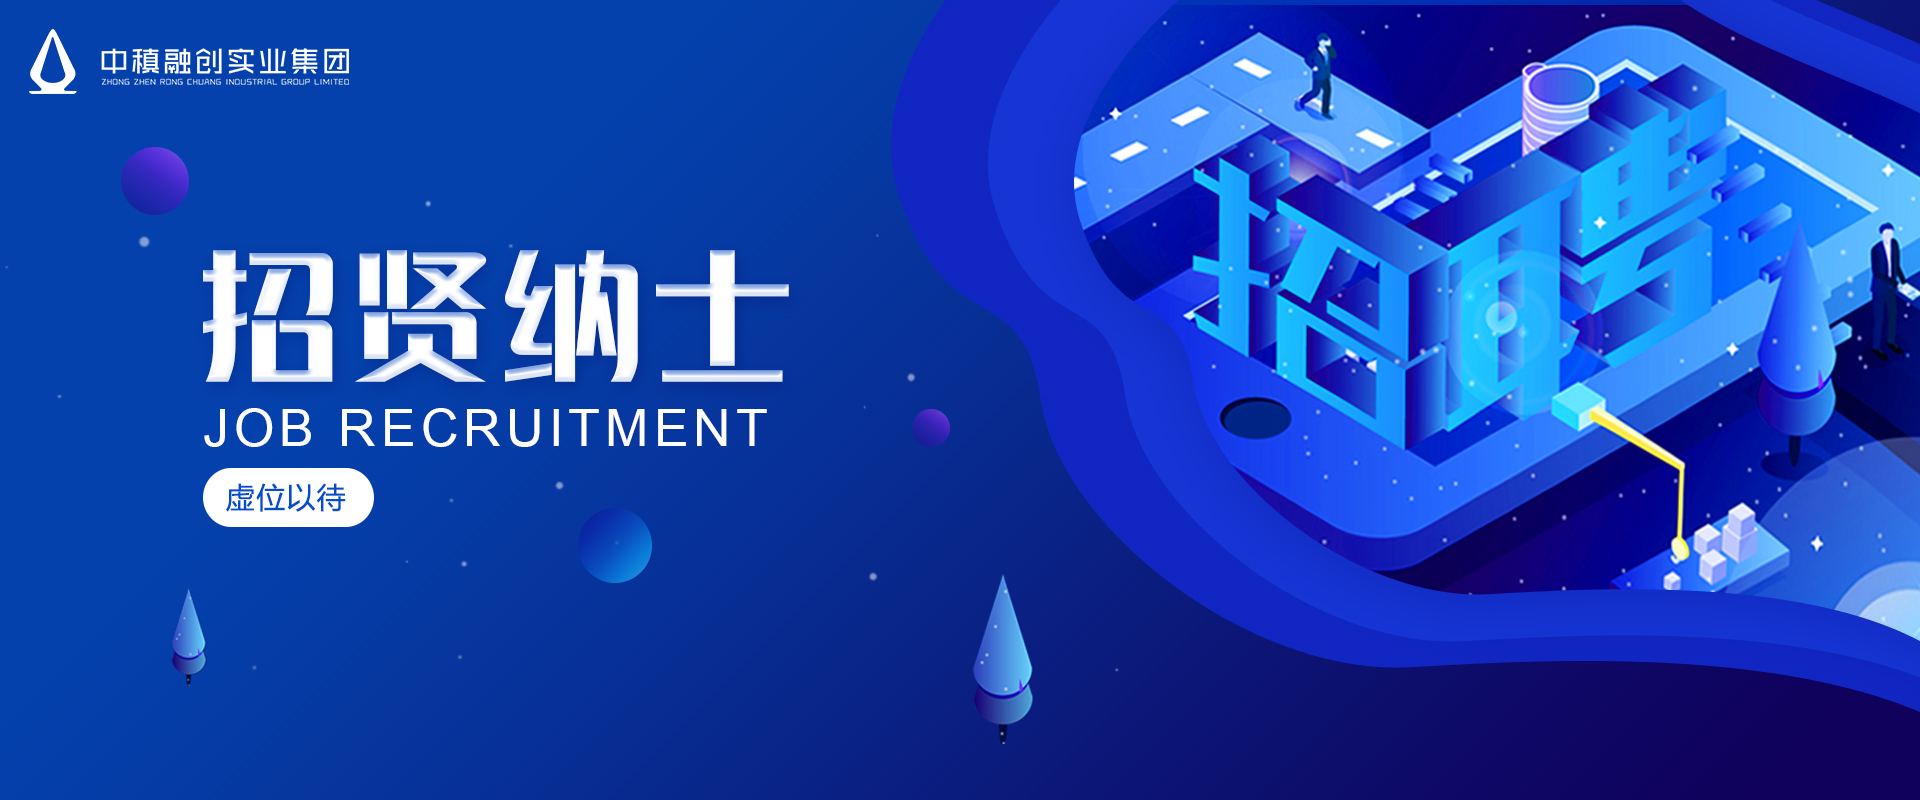 中稹融创实业集团
ZHONG ZHEN RONG CHUANG INDUSTRIAL GROUP LIMITED
招贤纳士
JOB RECRUITMENT
虚位以待
招聘